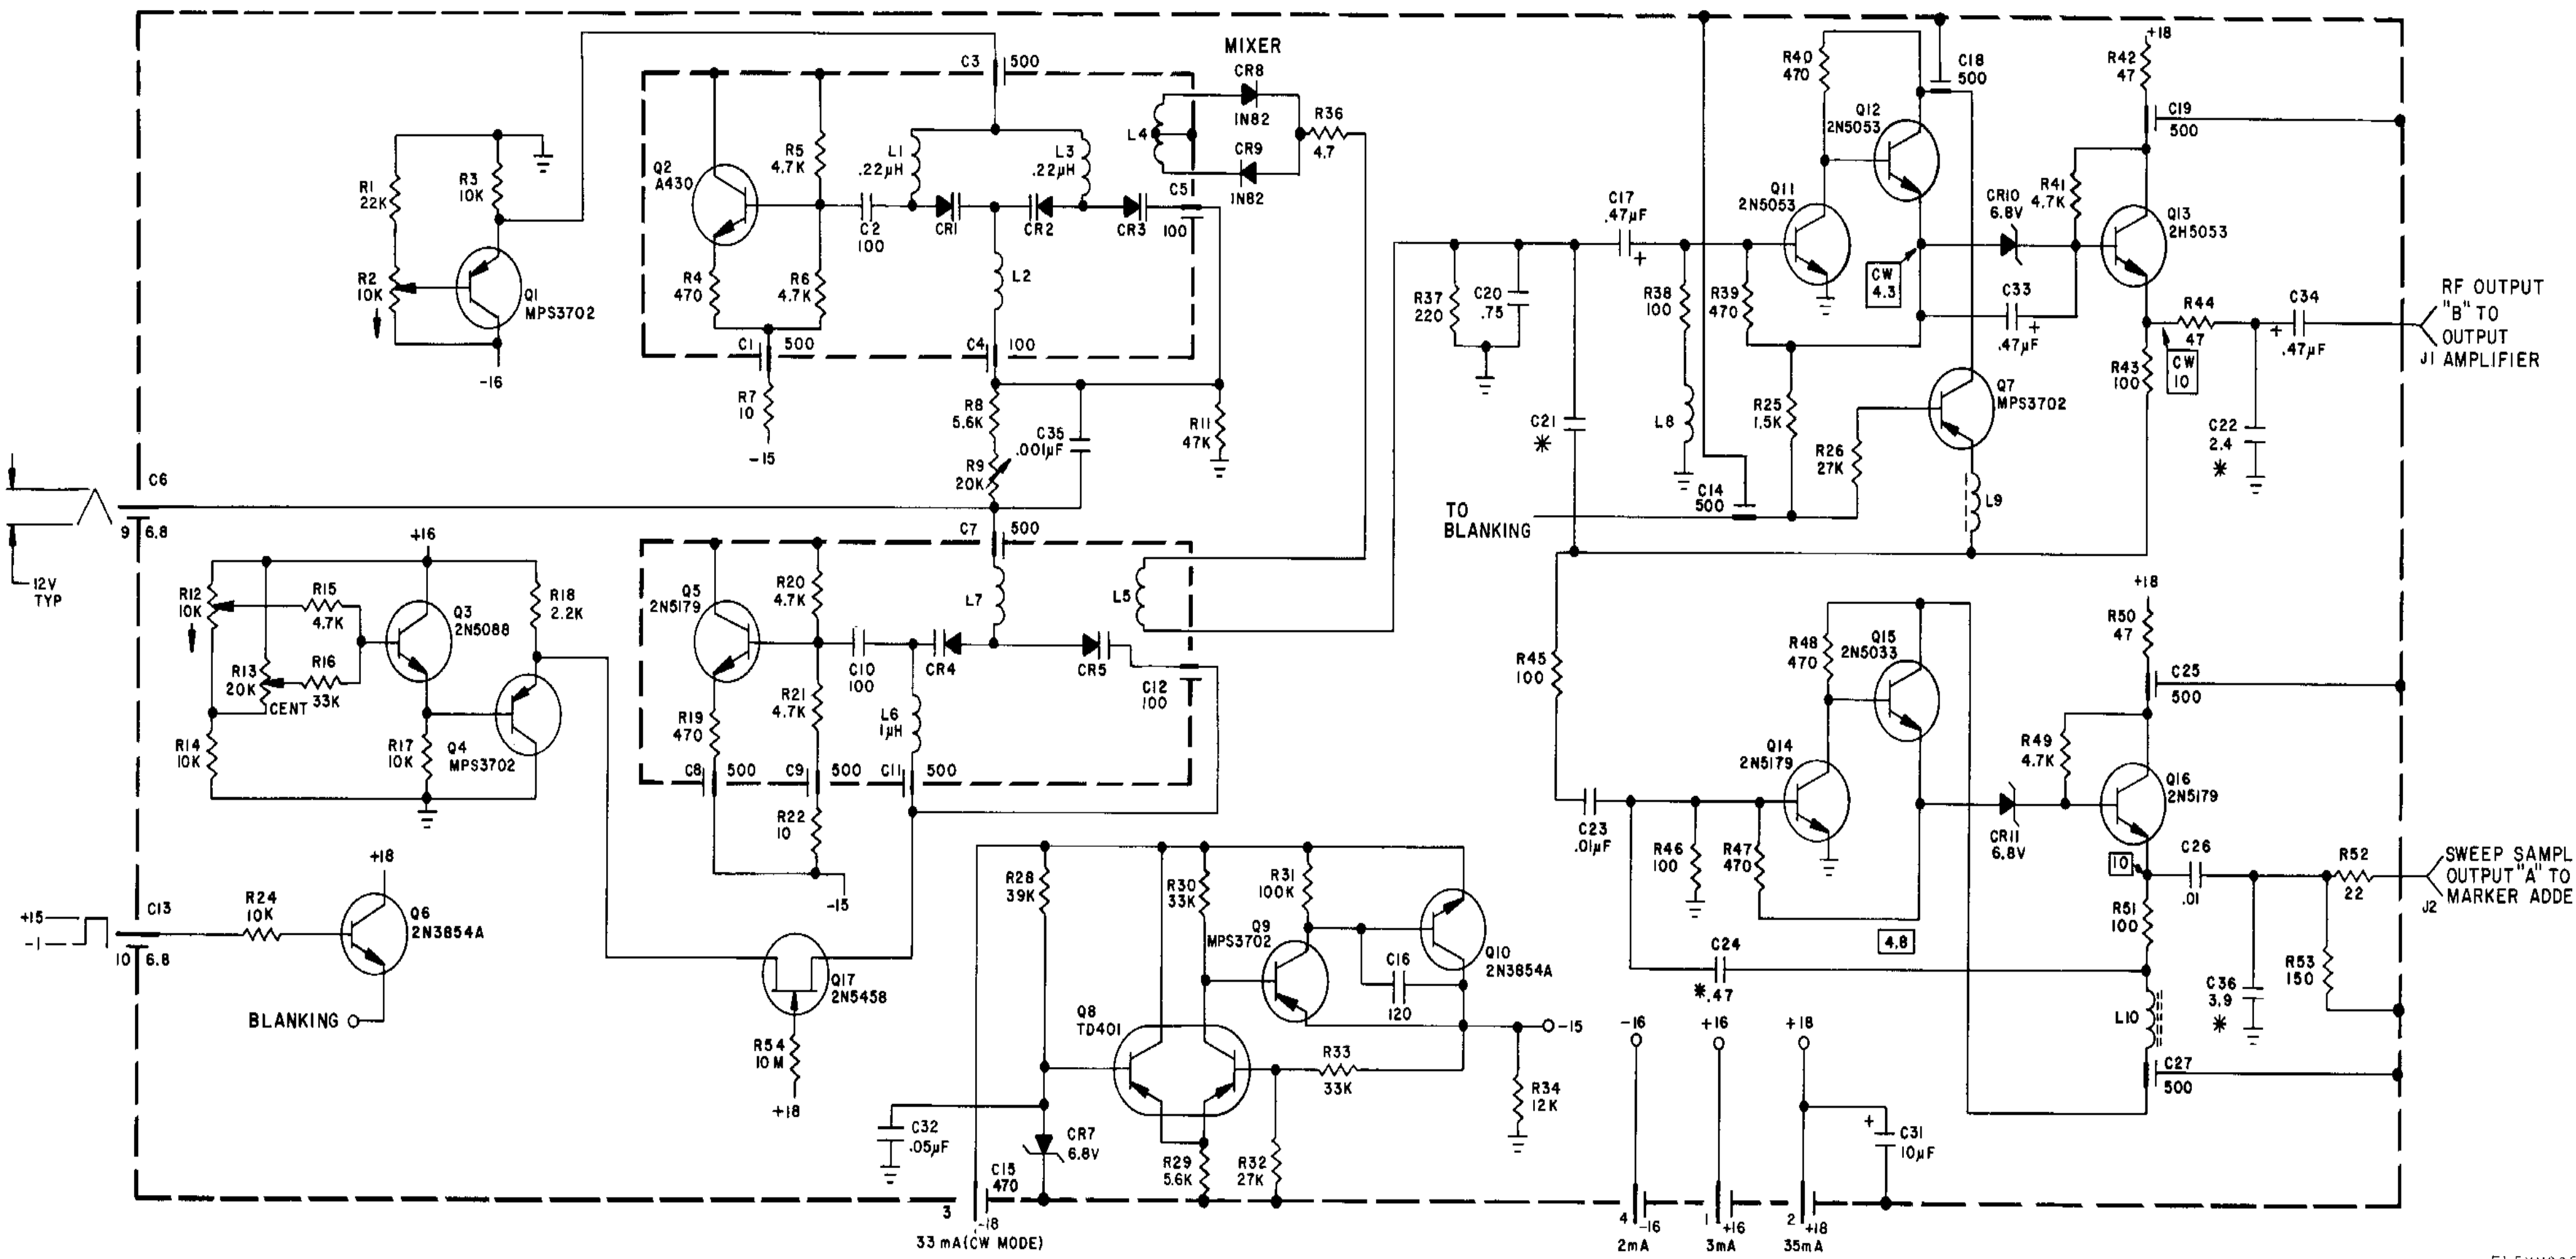 MIXER
C3 500
CR8
1N82
CR9
1N82
R36
4.7
L4
C5
100
Q2
A430
R5
4.7K
L1
.22µH
L3
.22µH
C2
100
CR1
CR2
CR3
R4
470
R6
4.7K
L2
C1 500
C4 100
R7
10
-15
R8
5.6K
C35
.001µF
R11
47K
R9
20K
R1
22K
R2
10K
R3
10K
Q1
MPS3702
-16
C6
9 6.8
12V
TYP
+16
R12
10K
R13
20K
CENT
R14
10K
R15
4.7K
R16
33K
R17
10K
Q3
2N5088
R18
2.2K
Q4
MPS3702
C7 500
Q5
2N5179
R20
4.7K
L7
L5
C10
100
CR4
CR5
C12
100
R19
470
R21
4.7K
L6
1µH
C8 500
C9 500
C11 500
R22
10
-15
+15
-1
C13
10 6.8
R24
10K
+18
Q6
2N3854A
BLANKING
Q17
2N5458
R54
10M
+18
R28
39K
R30
33K
R31
100K
Q9
MPS3702
C16
120
Q10
2N3854A
Q8
TD401
R33
33K
-15
R34
12K
C32
.05µF
CR7
6.8V
R29
5.6K
R32
27K
C15
470
3
-18
33 mA(CW MODE)
-16
+16
+18
C31
10µF
4 -16
2mA
1 +16
3mA
2 +18
35mA
R40
470
Q12
2N5053
C18
500
+18
R42
47
C19
500
Q11
2N5053
C17
.47µF
+
CR10
6.8V
R41
4.7K
Q13
2H5053
CW
4.3
R37
220
C20
.75
R38
100
R39
470
C33
.47µF
+
R44
47
C34
+
.47µF
CW
10
R43
100
RF OUTPUT
"B" TO
OUTPUT
J1 AMPLIFIER
C21
*
L8
R25
1.5K
R26
27K
Q7
MPS3702
C22
2.4
*
TO
BLANKING
C14
500
L9
+18
R50
47
R45
100
R48
470
Q15
2N5033
C25
500
Q14
2N5179
R49
4.7K
Q16
2N5179
C23
.01µF
R46
100
R47
470
CR11
6.8V
10
C26
.01
R52
22
SWEEP SAMPL
OUTPUT "A" TO
J2 MARKER ADDE
4.8
R51
100
C24
*.47
L10
C36
3.9
*
R53
150
C27
500
+